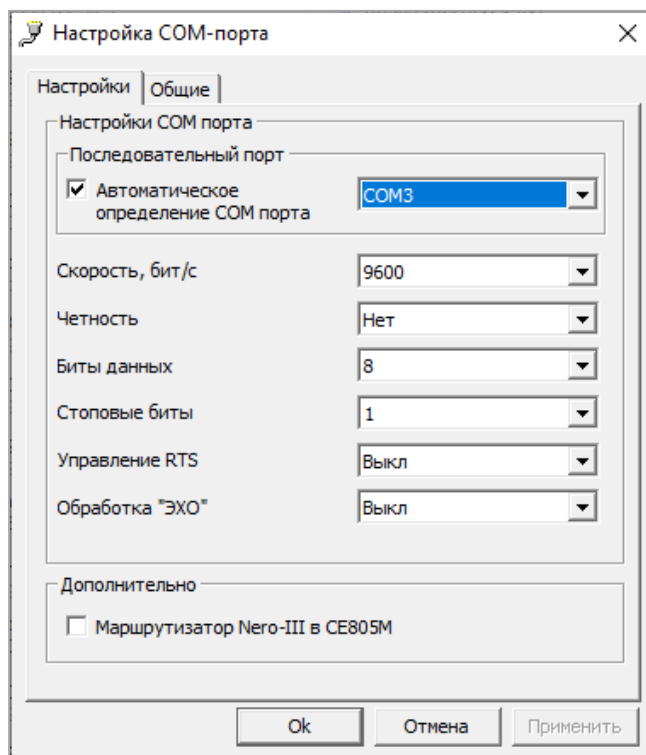 Настройка COM-порта
Настройки
Общие
Настройки COM порта
Последовательный порт
Автоматическое
определение COM порта
COM3
Скорость, бит/с
9600
Четность
Нет
Биты данных
8
Стоповые биты
1
Управление RTS
Выкл
Обработка "ЭХО"
Выкл
Дополнительно
Маршрутизатор Nero-III в CE805M
Ok
Отмена
Применить